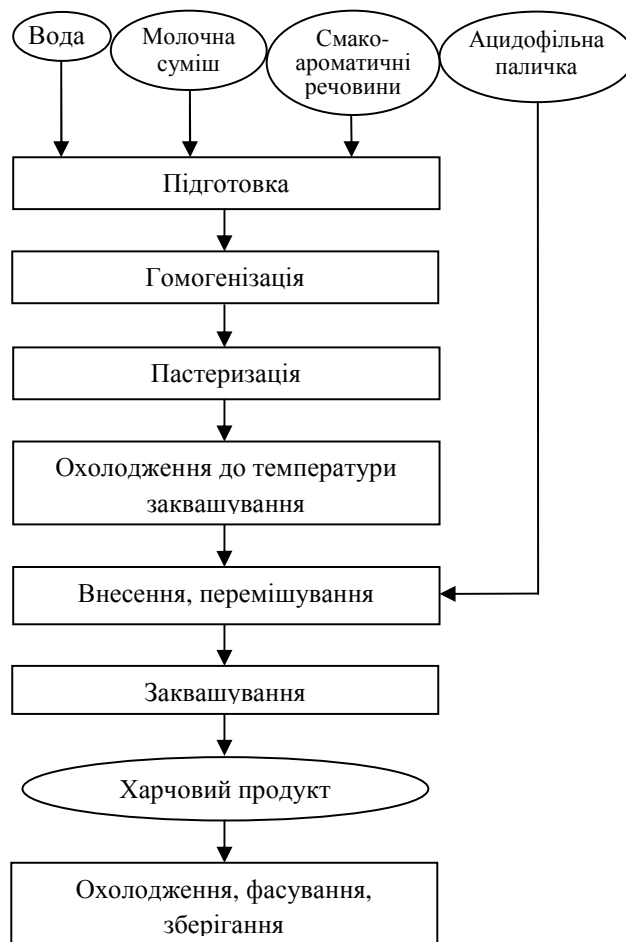 Вода
Молочна
суміш
Смако-
ароматичні
речовини
Ацидофільна
паличка
Підготовка
Гомогенізація
Пастеризація
Охолодження до температури
заквашування
Внесення, перемішування
Заквашування
Харчовий продукт
Охолодження, фасування,
зберігання